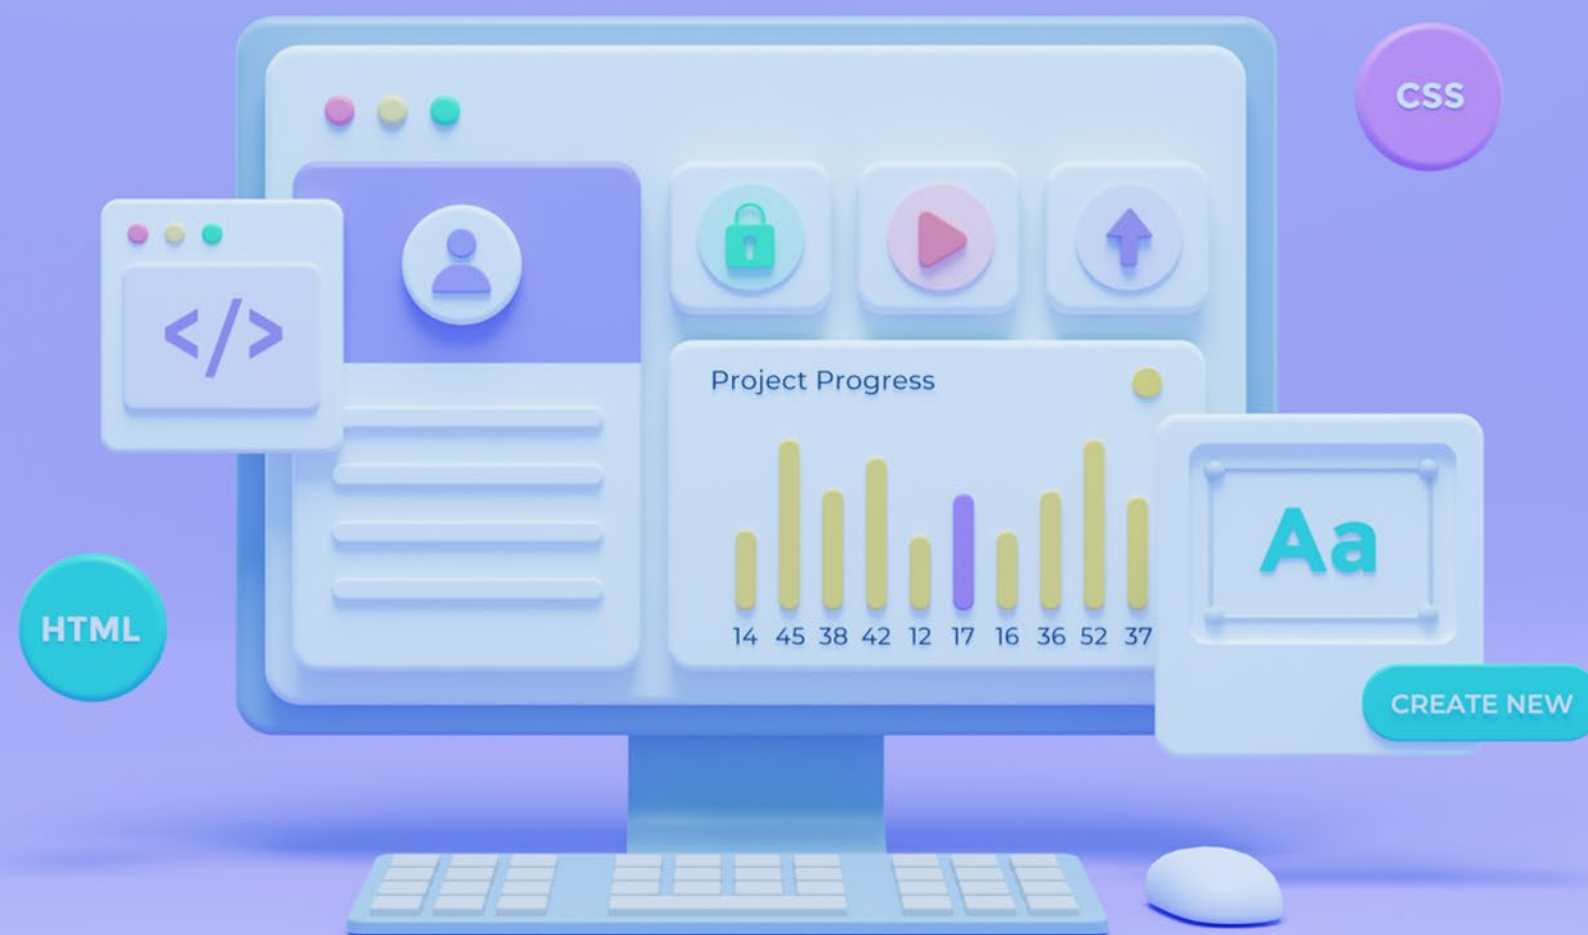 CSS
</>
Project Progress
14 45 38 42 12 17 16 36 52 37
Aa
HTML
CREATE NEW